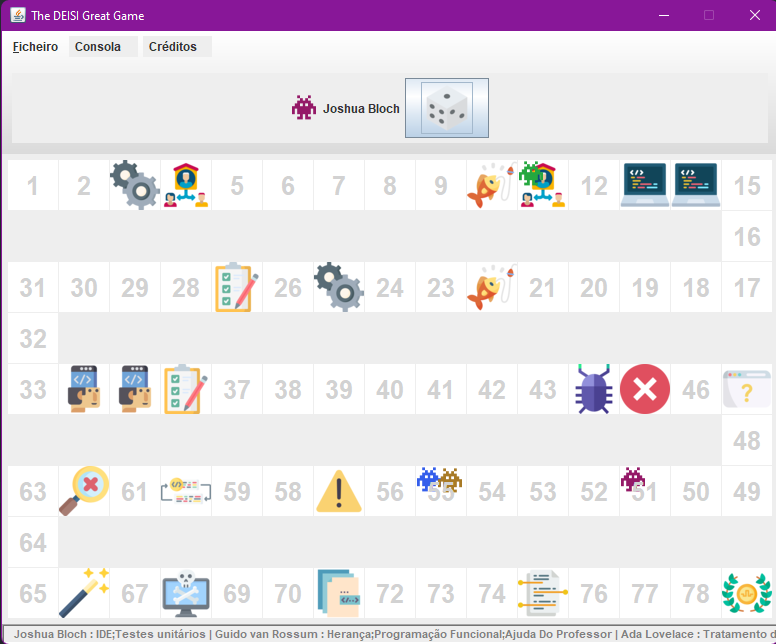 The DEISI Great Game
Ficheiro Consola Créditos
Joshua Bloch
1 2 5 6 7 8 9 12 15
16
31 30 29 28 26 24 23 21 20 19 18 17
32
33 37 38 39 40 41 42 43 46 ?
48
63 61 59 58 56 55 54 53 52 51 50 49
64
65 67 69 70 72 73 74 76 77 78
Joshua Bloch : IDE;Testes unitários | Guido van Rossum : Herança;Programação Funcional;Ajuda Do Professor | Ada Lovelace : Tratamento d